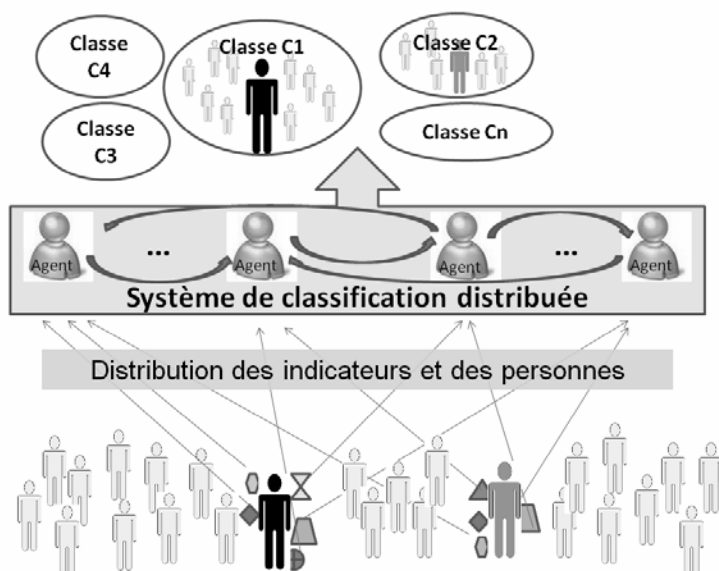 Classe
C4
Classe C1
Classe C2
Classe
C3
Classe Cn
...
...
Agent
Agent
Agent
Agent
Système de classification distribuée
Distribution des indicateurs et des personnes